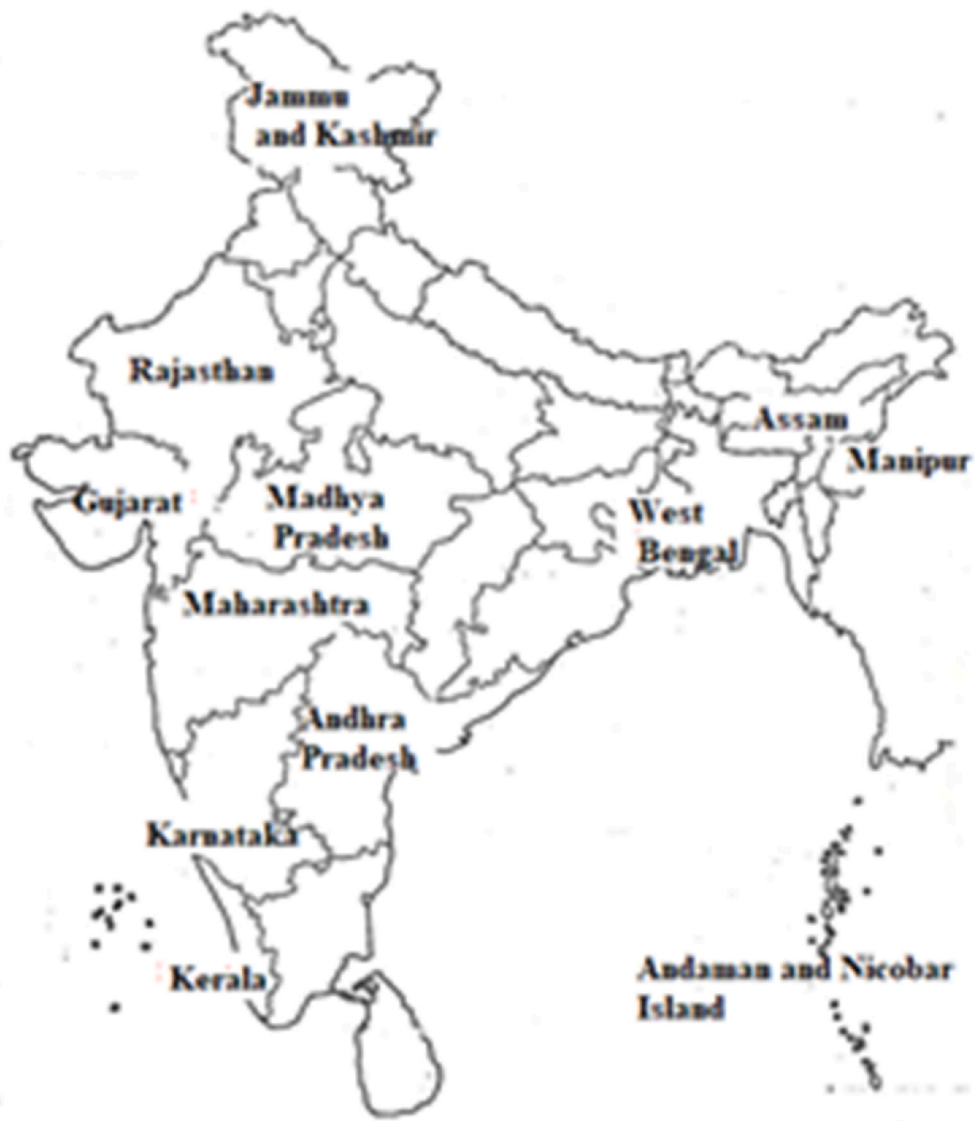 Jammu
and Kashmir
Rajasthan
Assam
Manipur
Gujarat
Madhya
Pradesh
West
Bengal
Maharashtra
Andhra
Pradesh
Karnataka
Kerala
Andaman and Nicobar
Island